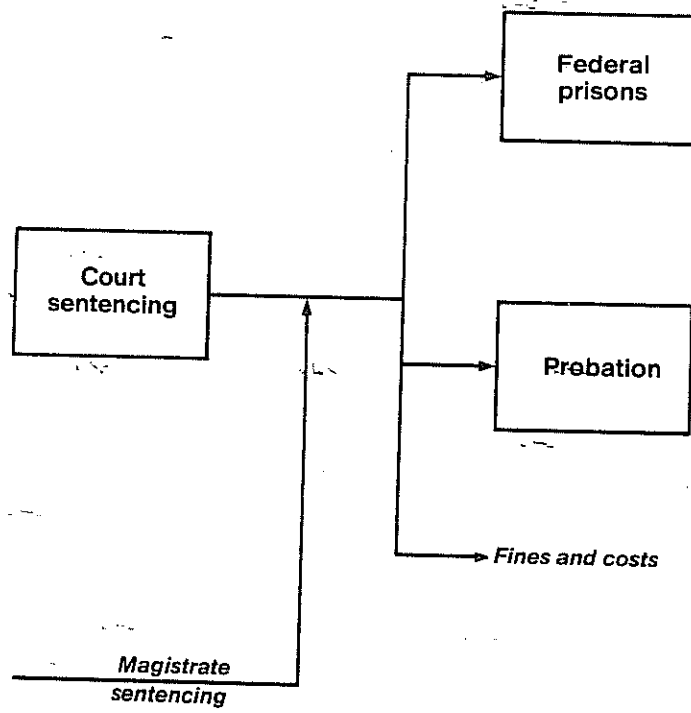 Federal
prisons
Court
sentencing
Probation
Fines and costs
Magistrate
sentencing